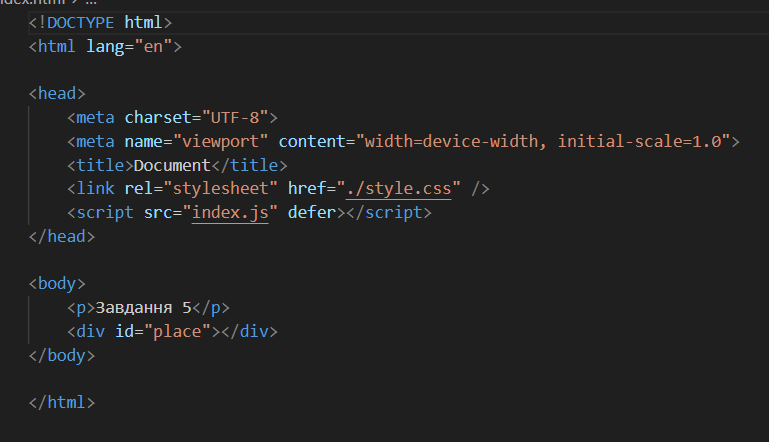 index.html > ...
<!DOCTYPE html>
<html lang="en">
<head>
<meta charset="UTF-8">
<meta name="viewport" content="width=device-width, initial-scale=1.0">
<title>Document</title>
<link rel="stylesheet" href="./style.css" />
<script src="index.js" defer></script>
</head>
<body>
<p>Завдання 5</p>
<div id="place"></div>
</body>
</html>